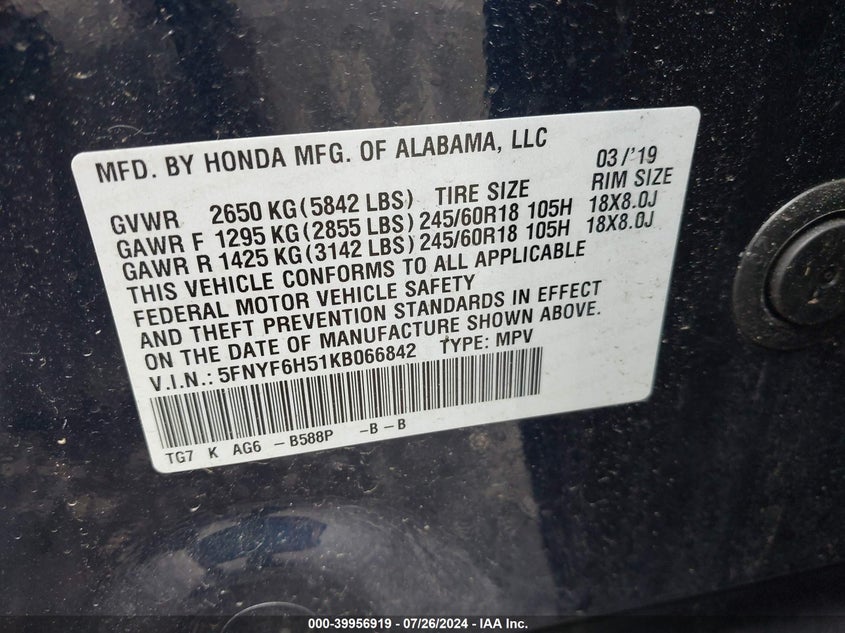 MFD. BY HONDA MFG. OF ALABAMA, LLC 03/'19
GVWR 2650 KG(5842 LBS) TIRE SIZE RIM SIZE
GAWR F 1295 KG(2855 LBS) 245/60R18 105H 18X8.0J
GAWR R 1425 KG(3142 LBS) 245/60R18 105H 18X8.0J
THIS VEHICLE CONFORMS TO ALL APPLICABLE
FEDERAL MOTOR VEHICLE SAFETY
AND THEFT PREVENTION STANDARDS IN EFFECT
ON THE DATE OF MANUFACTURE SHOWN ABOVE.
V.I.N.: 5FNYF6H51KB066842 TYPE: MPV
TG7 K AG6 -B588P -B-B
000-39956919 - 07/26/2024 - IAA Inc.